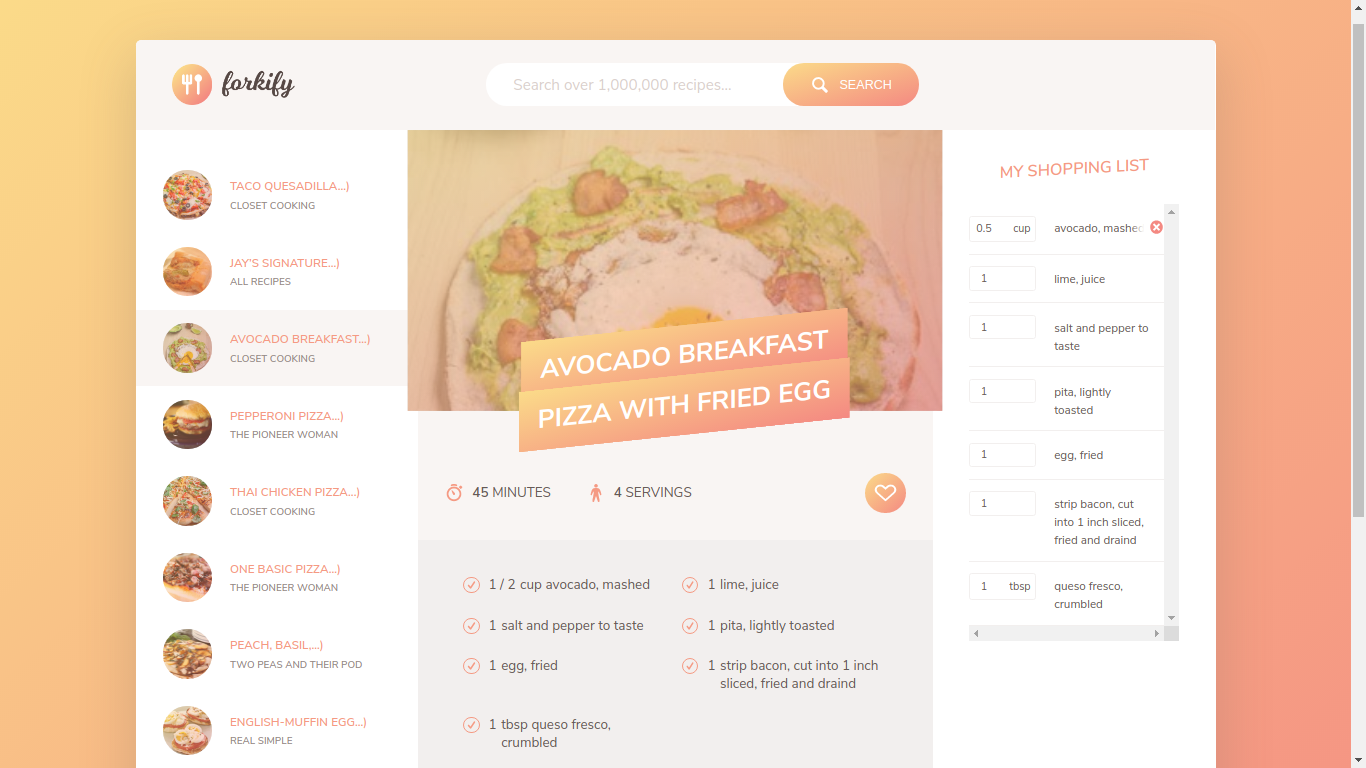 forkify
Search over 1,000,000 recipes...
SEARCH
TACO QUESADILLA...)
CLOSET COOKING
JAY'S SIGNATURE...)
ALL RECIPES
AVOCADO BREAKFAST...)
CLOSET COOKING
PEPPERONI PIZZA...)
THE PIONEER WOMAN
THAI CHICKEN PIZZA...)
CLOSET COOKING
ONE BASIC PIZZA...)
THE PIONEER WOMAN
PEACH, BASIL,...)
TWO PEAS AND THEIR POD
ENGLISH-MUFFIN EGG...)
REAL SIMPLE
AVOCADO BREAKFAST
PIZZA WITH FRIED EGG
45 MINUTES
4 SERVINGS
1 / 2 cup avocado, mashed
1 lime, juice
1 salt and pepper to taste
1 pita, lightly toasted
1 egg, fried
1 strip bacon, cut into 1 inch
sliced, fried and draind
1 tbsp queso fresco,
crumbled
MY SHOPPING LIST
0.5 cup avocado, mashed
1 lime, juice
1 salt and pepper to
taste
1 pita, lightly
toasted
1 egg, fried
1 strip bacon, cut
into 1 inch sliced,
fried and draind
1 tbsp queso fresco,
crumbled